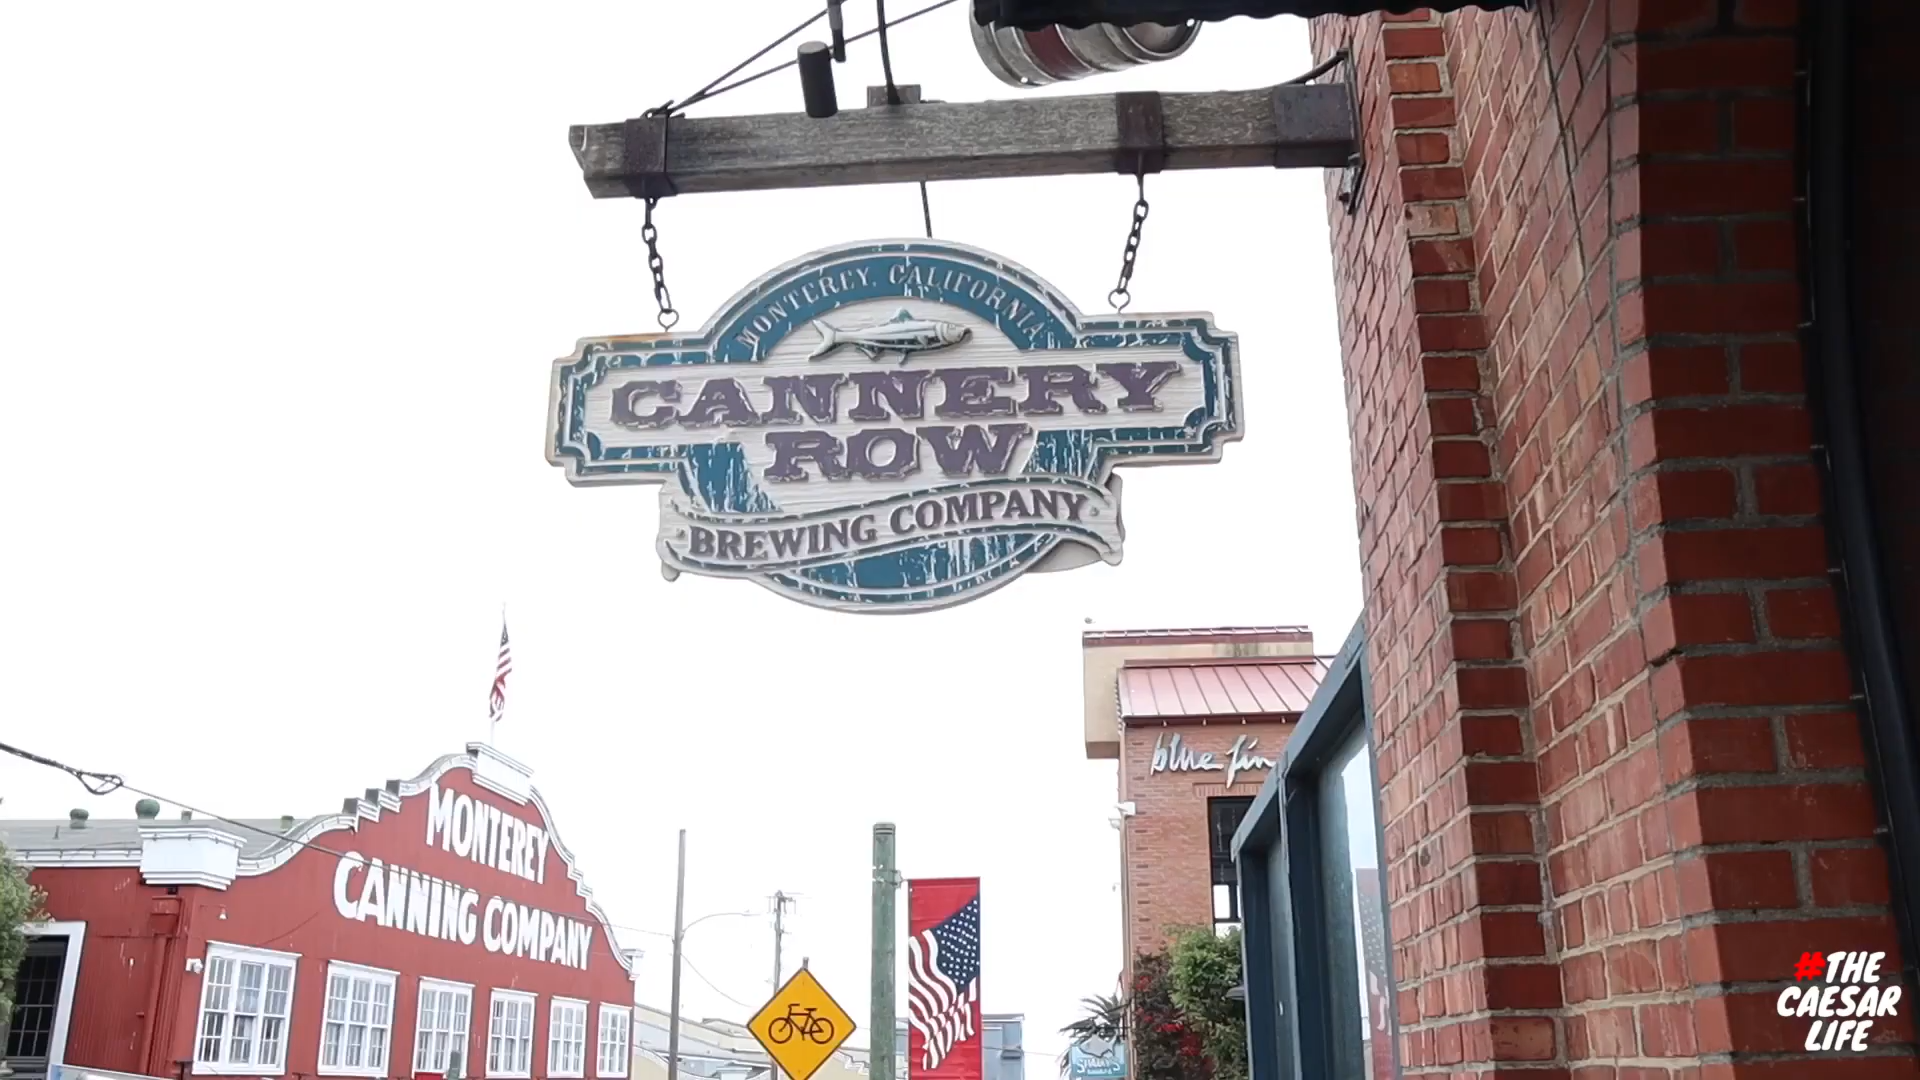 MONTEREY, CALIFORNIA
CANNERY
ROW
BREWING COMPANY
blue fin
MONTEREY
CANNING COMPANY
#THE
CAESAR
LIFE